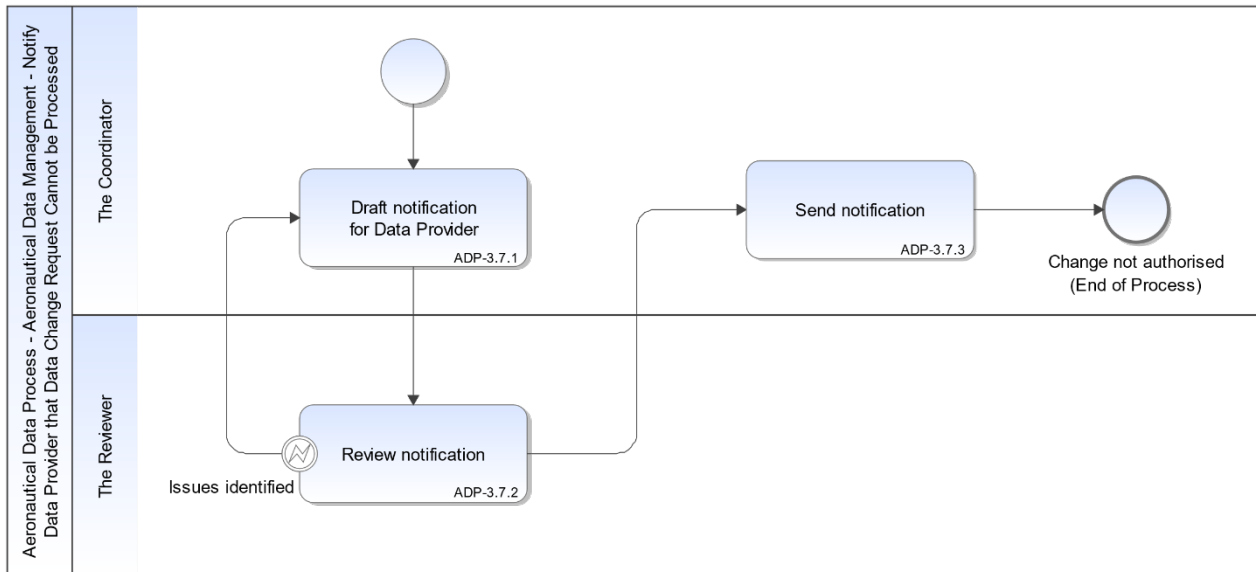 Aeronautical Data Process - Aeronautical Data Management - Notify
Data Provider that Data Change Request Cannot be Processed
The Coordinator
Draft notification
for Data Provider
ADP-3.7.1
Send notification
ADP-3.7.3
Change not authorised
(End of Process)
The Reviewer
Review notification
ADP-3.7.2
Issues identified